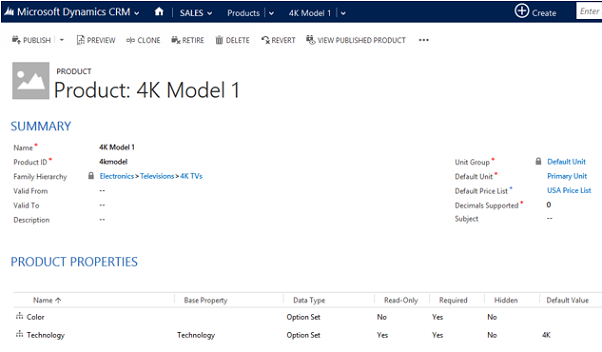 Microsoft Dynamics CRM SALES Products 4K Model 1 Create Enter
PUBLISH PREVIEW CLONE RETIRE DELETE REVERT VIEW PUBLISHED PRODUCT •••
PRODUCT
Product: 4K Model 1
SUMMARY
Name* 4K Model 1
Product ID* 4kmodel Unit Group* Default Unit
Family Hierarchy Electronics>Televisions>4K TVs Default Unit* Primary Unit
Valid From -- Default Price List* USA Price List
Valid To -- Decimals Supported* 0
Description -- Subject --
PRODUCT PROPERTIES
Name ↑ Base Property Data Type Read-Only Required Hidden Default Value
Color Option Set No Yes No
Technology Technology Option Set Yes Yes No 4K